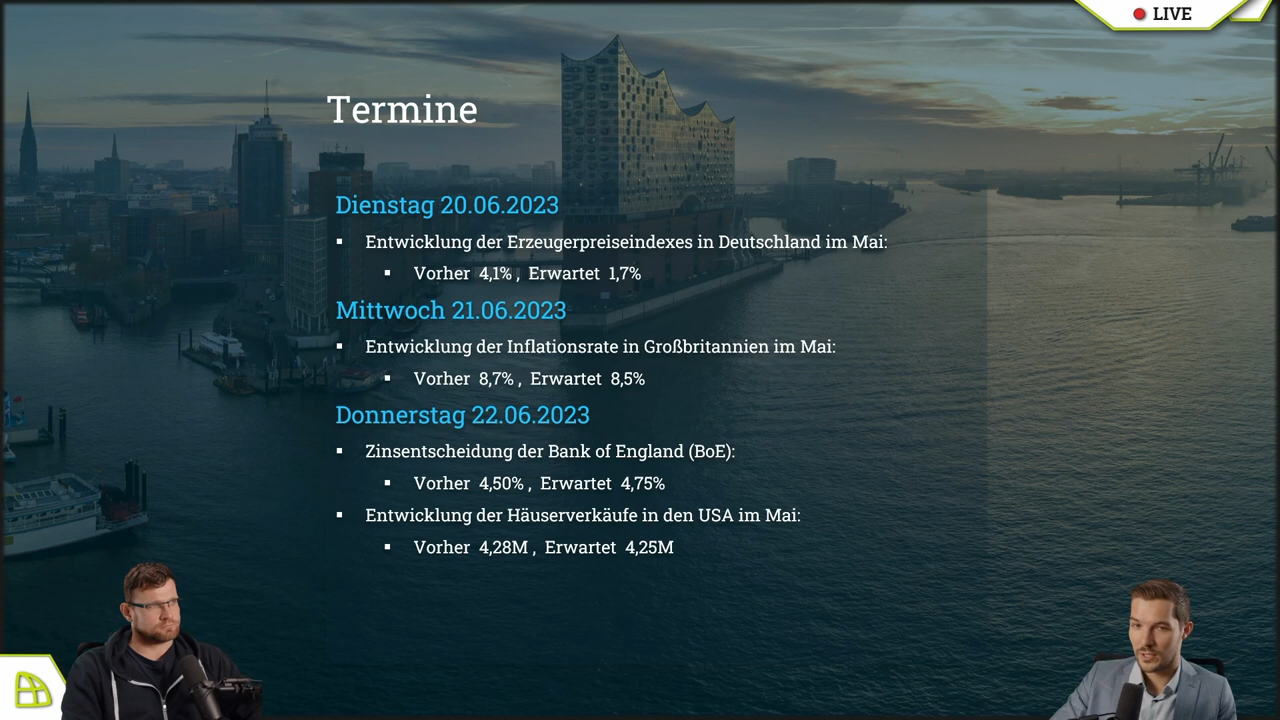 LIVE
Termine
Dienstag 20.06.2023
▪ Entwicklung der Erzeugerpreiseindexes in Deutschland im Mai:
▪ Vorher 4,1% , Erwartet 1,7%
Mittwoch 21.06.2023
▪ Entwicklung der Inflationsrate in Großbritannien im Mai:
▪ Vorher 8,7% , Erwartet 8,5%
Donnerstag 22.06.2023
▪ Zinsentscheidung der Bank of England (BoE):
▪ Vorher 4,50% , Erwartet 4,75%
▪ Entwicklung der Häuserverkäufe in den USA im Mai:
▪ Vorher 4,28M , Erwartet 4,25M